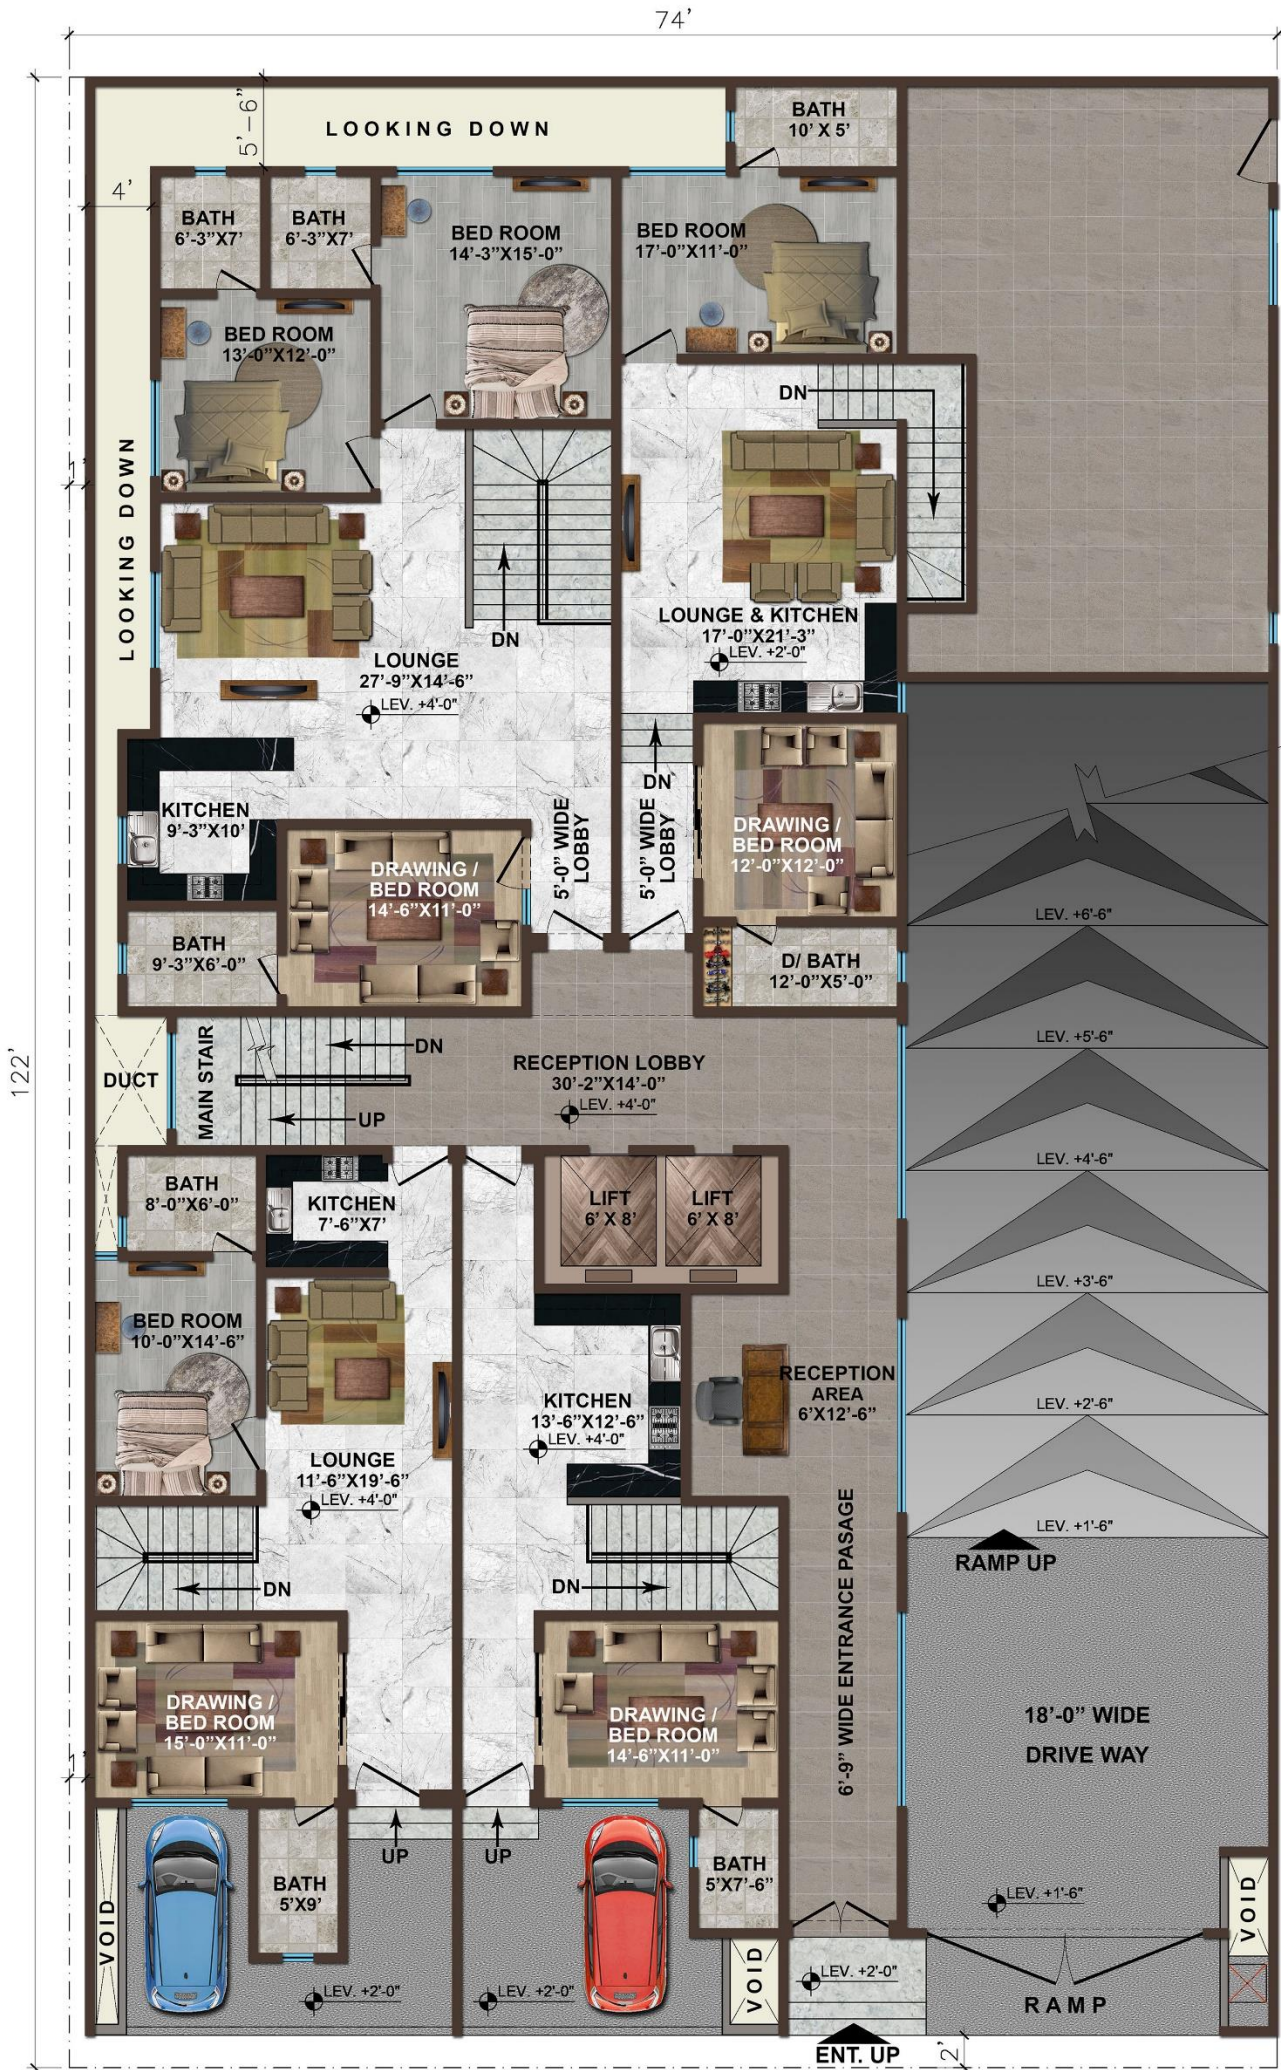 74'
5'-6"
LOOKING DOWN
BATH
10' X 5'
4'
BATH
6'-3"X7'
BATH
6'-3"X7'
BED ROOM
14'-3"X15'-0"
BED ROOM
17'-0"X11'-0"
BED ROOM
13'-0"X12'-0"
DN
1'
LOOKING DOWN
DN
LOUNGE & KITCHEN
17'-0"X21'-3"
LEV. +2'-0"
LOUNGE
27'-9"X14'-6"
LEV. +4'-0"
DN
KITCHEN
9'-3"X10'
5'-0" WIDE
LOBBY
5'-0" WIDE
LOBBY
DRAWING /
BED ROOM
12'-0"X12'-0"
DRAWING /
BED ROOM
14'-6"X11'-0"
LEV. +6'-6"
BATH
9'-3"X6'-0"
D/ BATH
12'-0"X5'-0"
122'
DUCT
MAIN STAIR
DN
UP
RECEPTION LOBBY
30'-2"X14'-0"
LEV. +4'-0"
LEV. +5'-6"
LEV. +4'-6"
BATH
8'-0"X6'-0"
KITCHEN
7'-6"X7'
LIFT
6' X 8'
LIFT
6' X 8'
LEV. +3'-6"
BED ROOM
10'-0"X14'-6"
KITCHEN
13'-6"X12'-6"
LEV. +4'-0"
RECEPTION
AREA
6'X12'-6"
LEV. +2'-6"
LOUNGE
11'-6"X19'-6"
LEV. +4'-0"
LEV. +1'-6"
RAMP UP
DN
DN
6'-9" WIDE ENTRANCE PASAGE
DRAWING /
BED ROOM
15'-0"X11'-0"
DRAWING /
BED ROOM
14'-6"X11'-0"
18'-0" WIDE
DRIVE WAY
1'
UP
UP
BATH
5'X9'
BATH
5'X7'-6"
VOID
LEV. +1'-6"
VOID
LEV. +2'-0"
LEV. +2'-0"
VOID
LEV. +2'-0"
RAMP
ENT. UP
2'